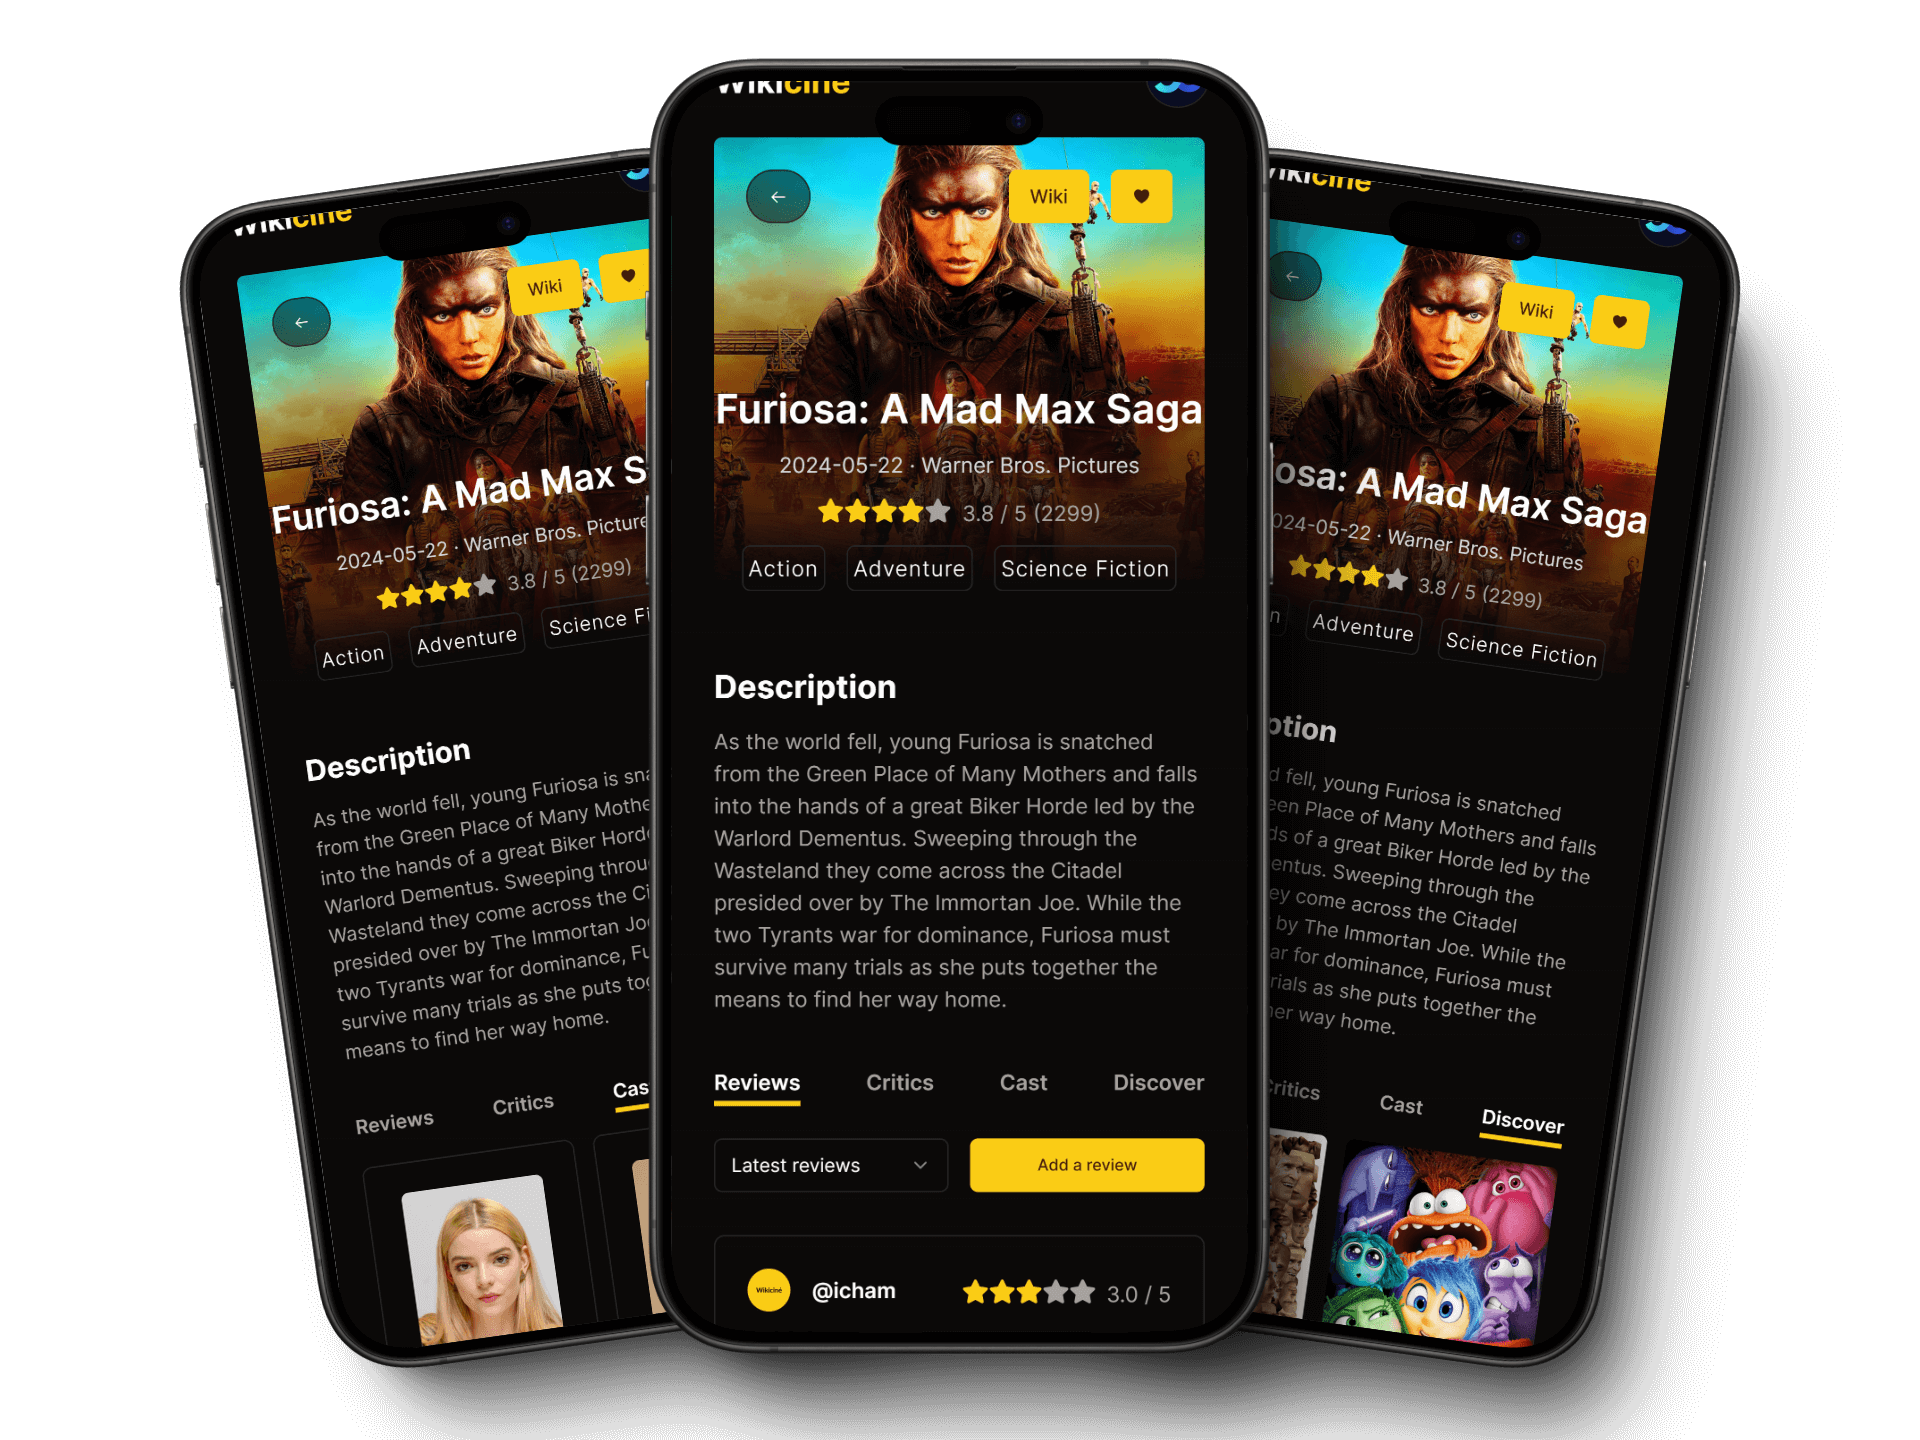 Wikiciné
Furiosa: A Mad Max S
Wiki
2024-05-22 · Warner Bros. Picture
3.8 / 5 (2299)
Action
Adventure
Science Fi
Description
As the world fell, young Furiosa is sna
from the Green Place of Many Mothe
into the hands of a great Biker Horde
Warlord Dementus. Sweeping throu
Wasteland they come across the Ci
presided over by The Immortan Joe
two Tyrants war for dominance, Fu
survive many trials as she puts tog
means to find her way home.
Reviews
Critics
Cas
Wikiciné
Wiki
Furiosa: A Mad Max Saga
2024-05-22 · Warner Bros. Pictures
3.8 / 5 (2299)
Action
Adventure
Science Fiction
Description
As the world fell, young Furiosa is snatched
from the Green Place of Many Mothers and falls
into the hands of a great Biker Horde led by the
Warlord Dementus. Sweeping through the
Wasteland they come across the Citadel
presided over by The Immortan Joe. While the
two Tyrants war for dominance, Furiosa must
survive many trials as she puts together the
means to find her way home.
Reviews
Critics
Cast
Discover
Latest reviews
Add a review
Wikiciné
@icham
3.0 / 5
ikiciné
Wiki
iosa: A Mad Max Saga
024-05-22 · Warner Bros. Pictures
3.8 / 5 (2299)
n
Adventure
Science Fiction
ption
d fell, young Furiosa is snatched
een Place of Many Mothers and falls
ds of a great Biker Horde led by the
entus. Sweeping through the
ey come across the Citadel
by The Immortan Joe. While the
ar for dominance, Furiosa must
rials as she puts together the
her way home.
Critics
Cast
Discover